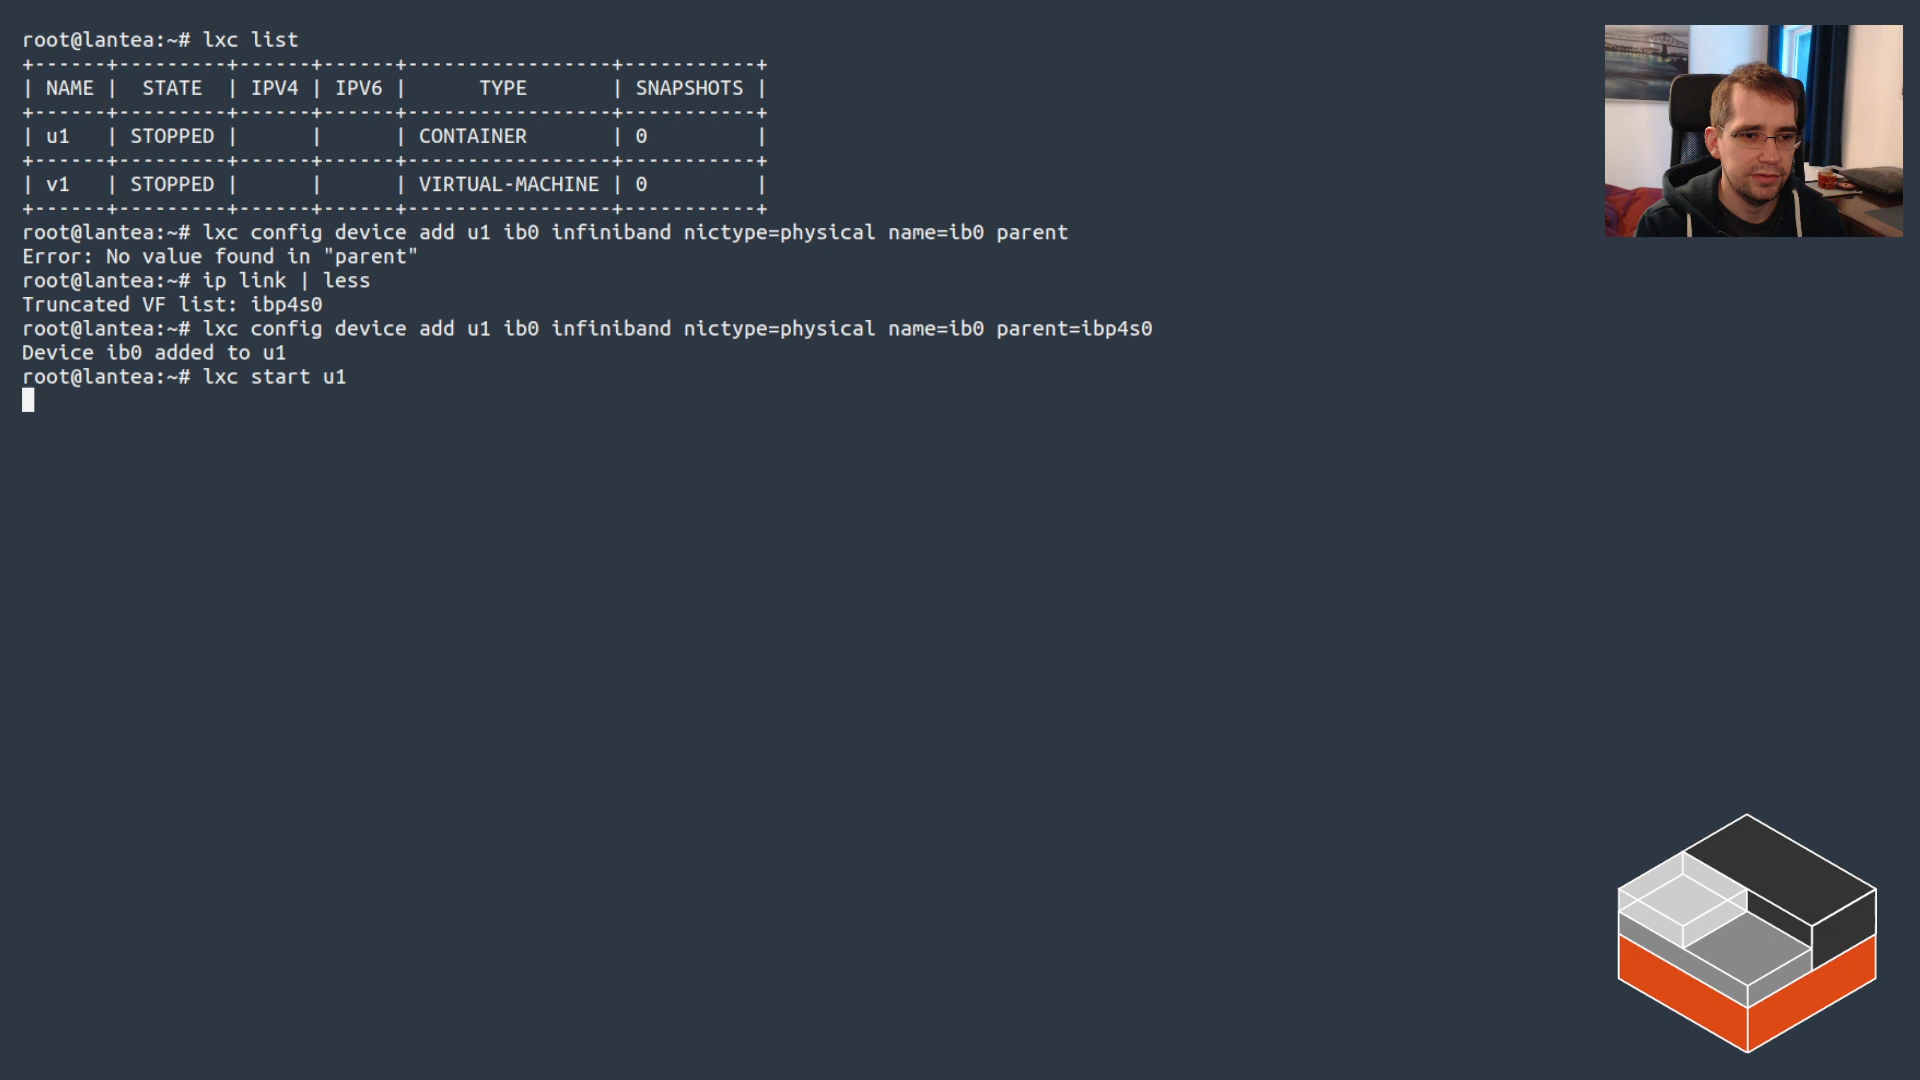 root@lantea:~# lxc list
+------+---------+------+------+-----------------+-----------+
| NAME |  STATE  | IPV4 | IPV6 |      TYPE       | SNAPSHOTS |
+------+---------+------+------+-----------------+-----------+
| u1   | STOPPED |      |      | CONTAINER       | 0         |
+------+---------+------+------+-----------------+-----------+
| v1   | STOPPED |      |      | VIRTUAL-MACHINE | 0         |
+------+---------+------+------+-----------------+-----------+
root@lantea:~# lxc config device add u1 ib0 infiniband nictype=physical name=ib0 parent
Error: No value found in "parent"
root@lantea:~# ip link | less
Truncated VF list: ibp4s0
root@lantea:~# lxc config device add u1 ib0 infiniband nictype=physical name=ib0 parent=ibp4s0
Device ib0 added to u1
root@lantea:~# lxc start u1